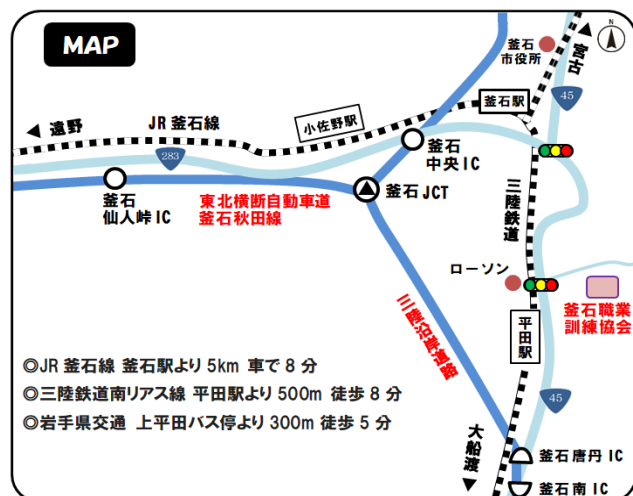 MAP
釜石
市役所
宮古
N
45
釜石駅
小佐野駅
遠野
JR 釜石線
283
釜石
中央 IC
釜石
仙人峠 IC
東北横断自動車道
釜石秋田線
釜石 JCT
三陸鉄道
ローソン
釜石職業
訓練協会
平田駅
三陸沿岸道路
◎JR 釜石線 釜石駅より 5km 車で 8 分
◎三陸鉄道南リアス線 平田駅より 500m 徒歩 8 分
◎岩手県交通 上平田バス停より 300m 徒歩 5 分
45
大船渡
釜石唐丹 IC
釜石南 IC